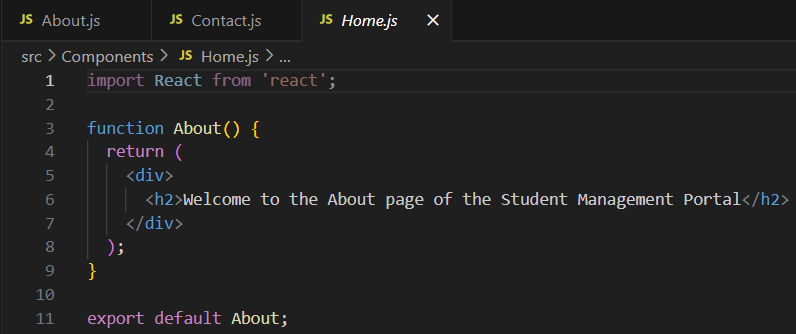 JS About.js JS Contact.js JS Home.js ×
src > Components > JS Home.js > ...
1 import React from 'react';
2
3 function About() {
4   return (
5     <div>
6       <h2>Welcome to the About page of the Student Management Portal</h2>
7     </div>
8   );
9 }
10
11 export default About;